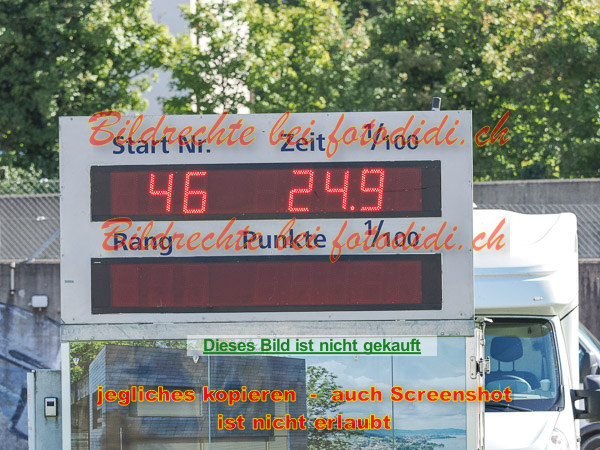 Bildrechte bei fotodidi.ch
Start Nr. Zeit 1/100
46 24.9
Bildrechte bei fotodidi.ch
Rang Punkte 1/100
Dieses Bild ist nicht gekauft
jegliches kopieren - auch Screenshot
ist nicht erlaubt